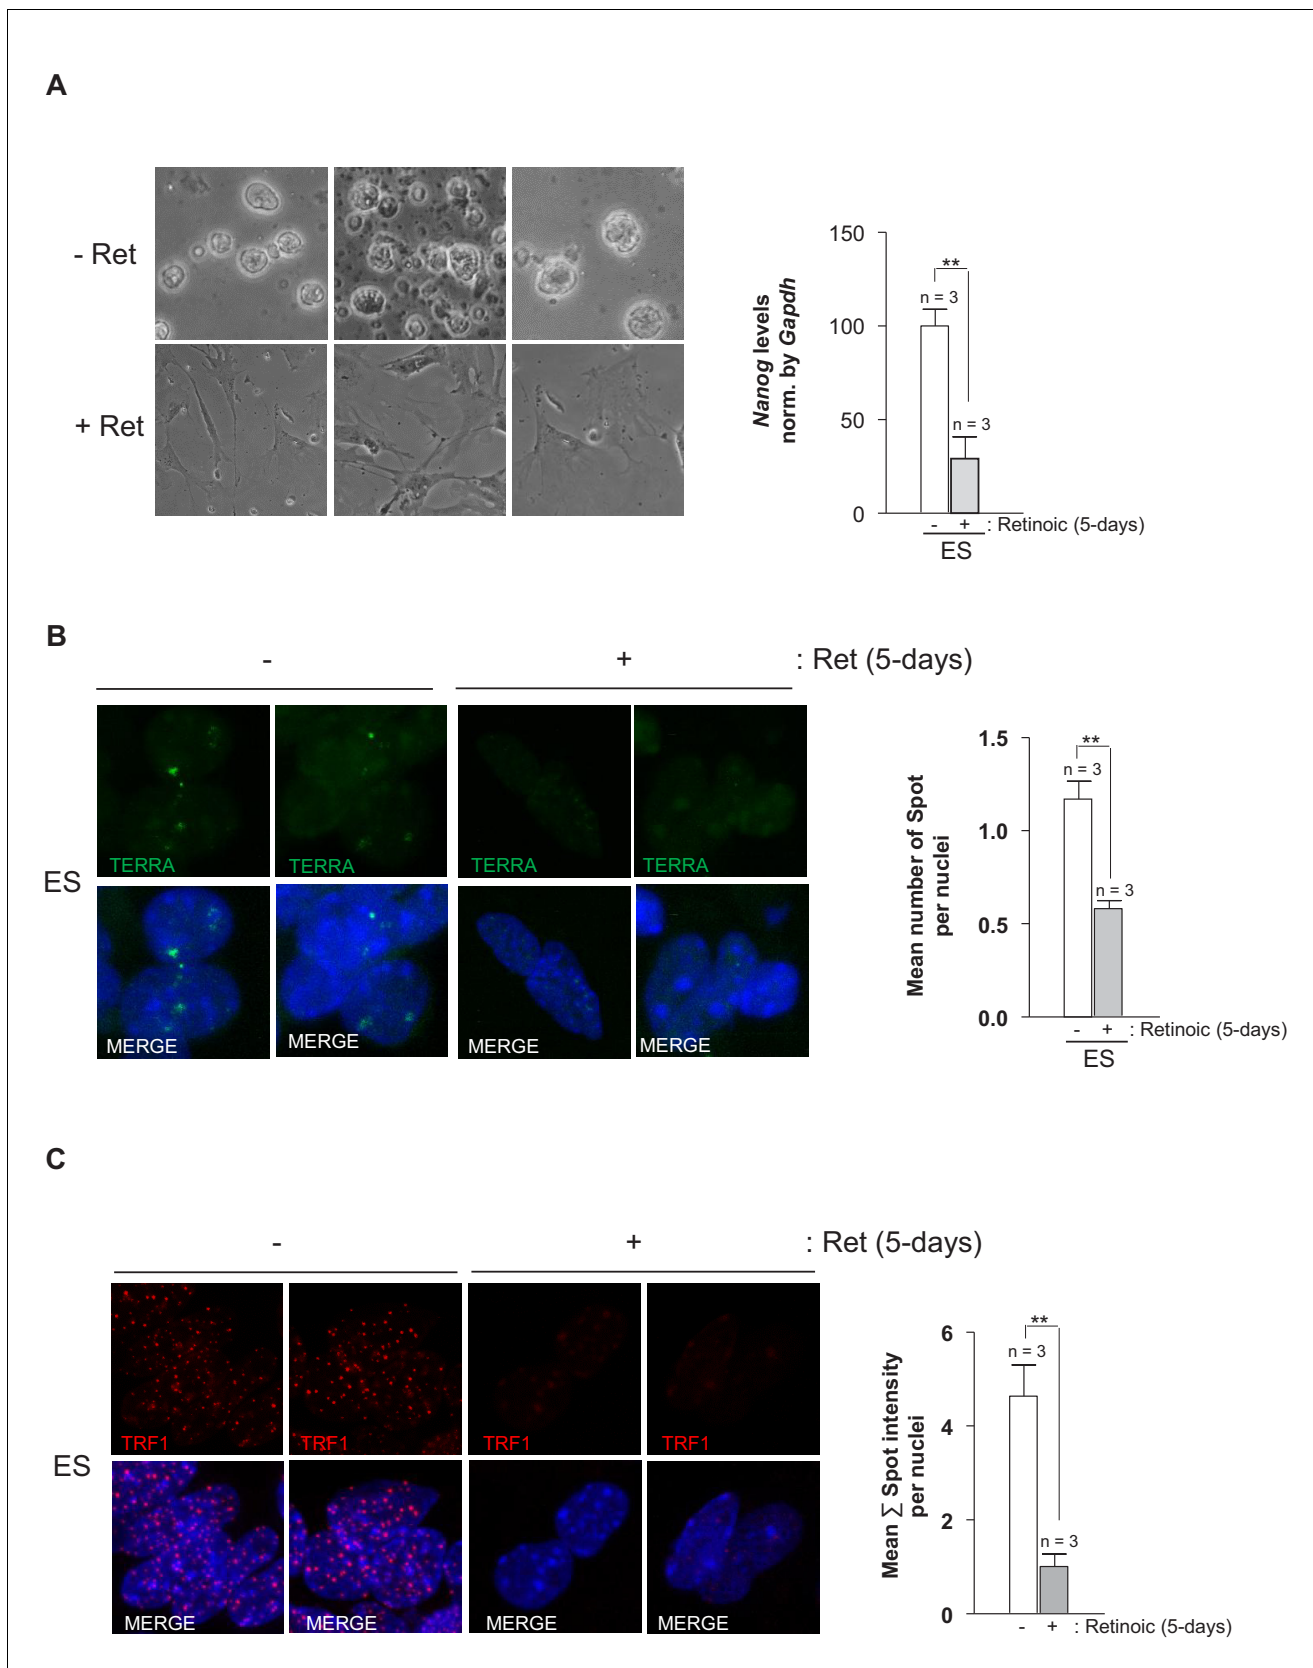 A
- Ret
+ Ret
150
100
50
0
Nanog levels
norm. by Gapdh
**
n = 3
n = 3
- + : Retinoic (5-days)
ES
B
- + : Ret (5-days)
ES
TERRA TERRA TERRA TERRA
MERGE MERGE MERGE MERGE
1.5
1.0
0.5
0.0
Mean number of Spot
per nuclei
**
n = 3
n = 3
- + : Retinoic (5-days)
ES
C
- + : Ret (5-days)
ES
TRF1 TRF1 TRF1 TRF1
MERGE MERGE MERGE MERGE
6
4
2
0
Mean ∑ Spot intensity
per nuclei
**
n = 3
n = 3
- + : Retinoic (5-days)